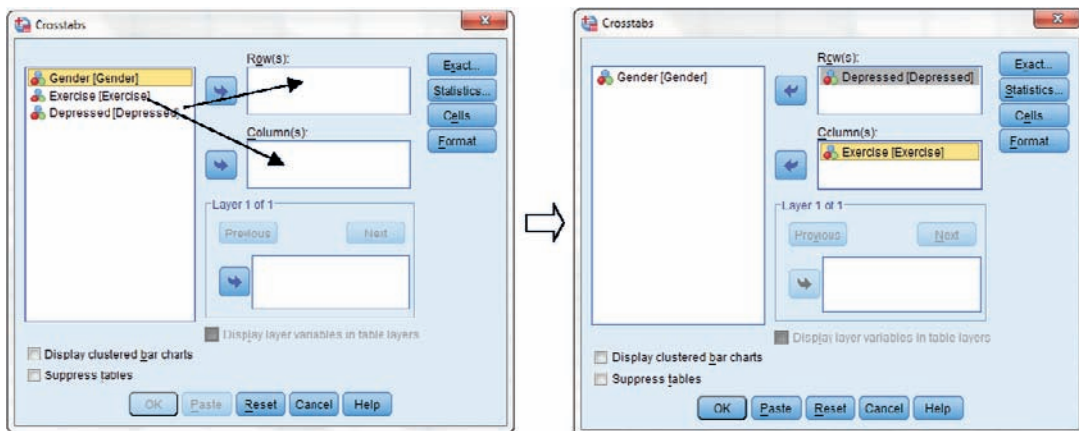 Crosstabs
Row(s):
Gender [Gender]
Exercise [Exercise]
Depressed [Depressed]
Column(s):
Exact...
Statistics...
Cells
Format
Layer 1 of 1
Previous
Next
Display layer variables in table layers
Display clustered bar charts
Suppress tables
OK
Paste
Reset
Cancel
Help
Crosstabs
Row(s):
Gender [Gender]
Depressed [Depressed]
Column(s):
Exercise [Exercise]
Exact...
Statistics...
Cells
Format
Layer 1 of 1
Previous
Next
Display layer variables in table layers
Display clustered bar charts
Suppress tables
OK
Paste
Reset
Cancel
Help